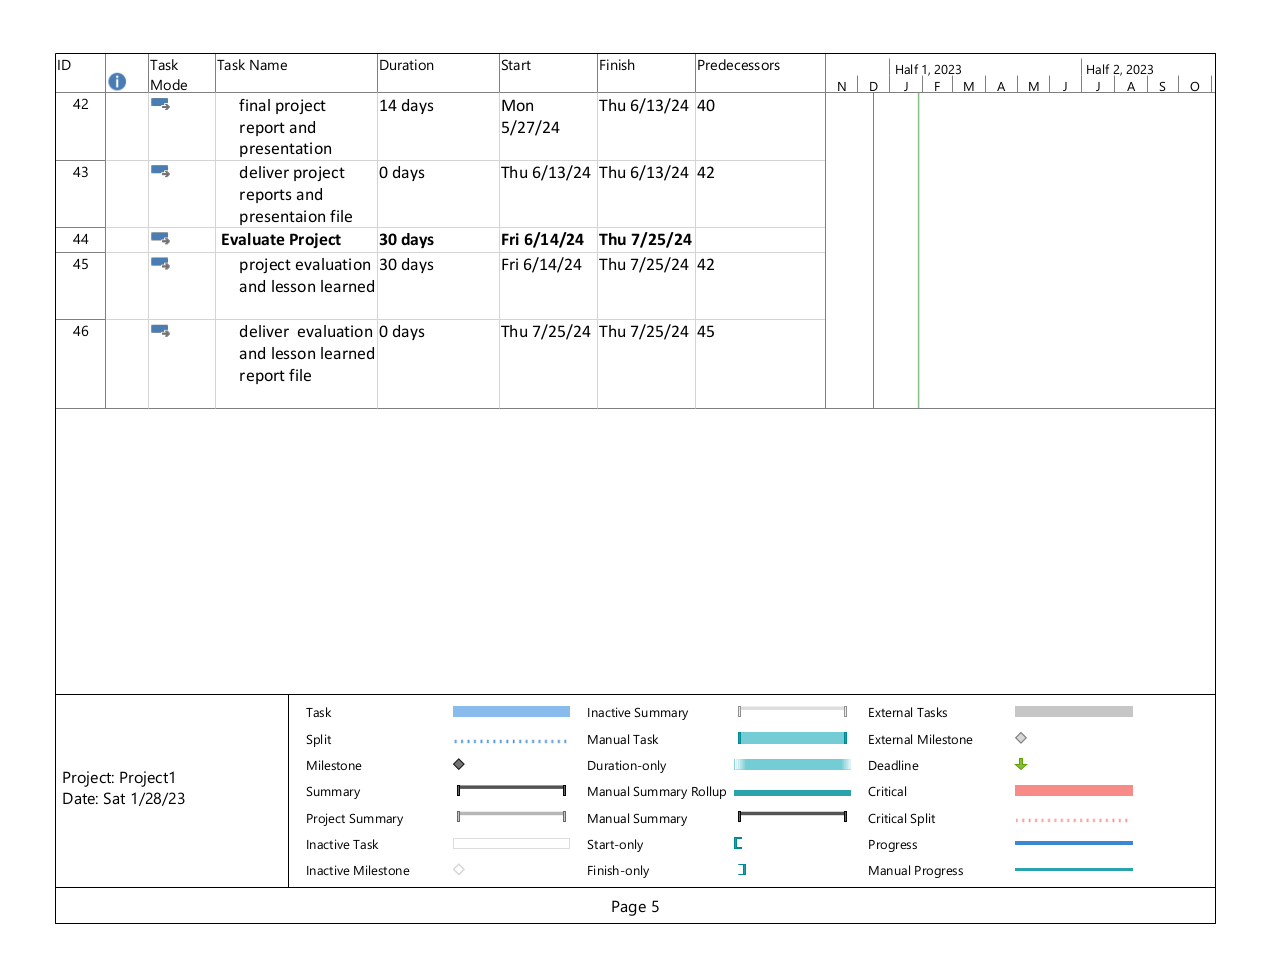 ID
Task Mode
Task Name
Duration
Start
Finish
Predecessors
Half 1, 2023
Half 2, 2023
N D J F M A M J J A S O
42 final project report and presentation 14 days Mon 5/27/24 Thu 6/13/24 40
43 deliver project reports and presentaion file 0 days Thu 6/13/24 Thu 6/13/24 42
44 Evaluate Project 30 days Fri 6/14/24 Thu 7/25/24
45 project evaluation and lesson learned 30 days Fri 6/14/24 Thu 7/25/24 42
46 deliver evaluation and lesson learned report file 0 days Thu 7/25/24 Thu 7/25/24 45
Project: Project1
Date: Sat 1/28/23
Task
Split
Milestone
Summary
Project Summary
Inactive Task
Inactive Milestone
Inactive Summary
Manual Task
Duration-only
Manual Summary Rollup
Manual Summary
Start-only
Finish-only
External Tasks
External Milestone
Deadline
Critical
Critical Split
Progress
Manual Progress
Page 5